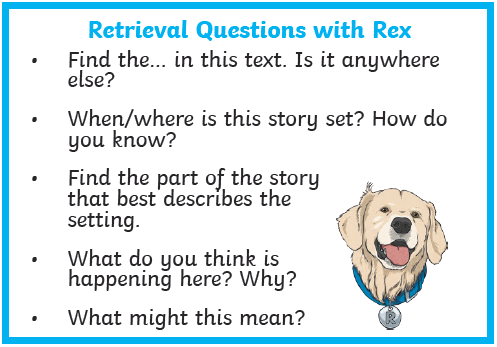 Retrieval Questions with Rex
• Find the... in this text. Is it anywhere
else?
• When/where is this story set? How do
you know?
• Find the part of the story
that best describes the
setting.
• What do you think is
happening here? Why?
• What might this mean?
R